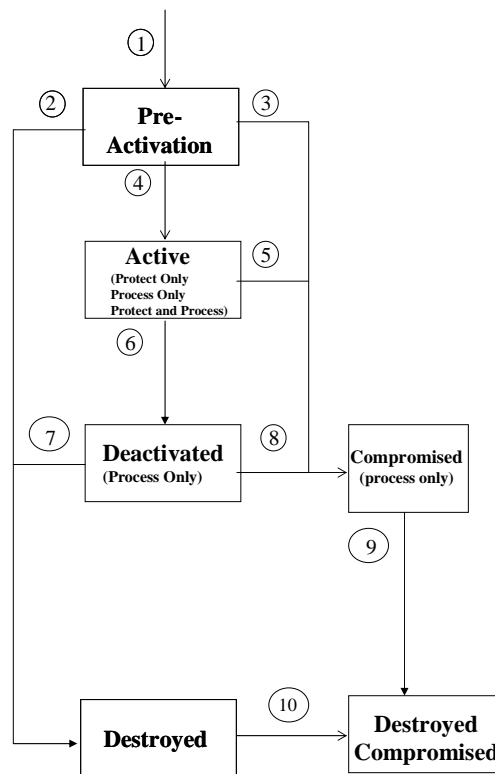 1
2
3
Pre-
Activation
4
Active
(Protect Only
Process Only
Protect and Process)
5
6
7
Deactivated
(Process Only)
8
Compromised
(process only)
9
10
Destroyed
Destroyed
Compromised